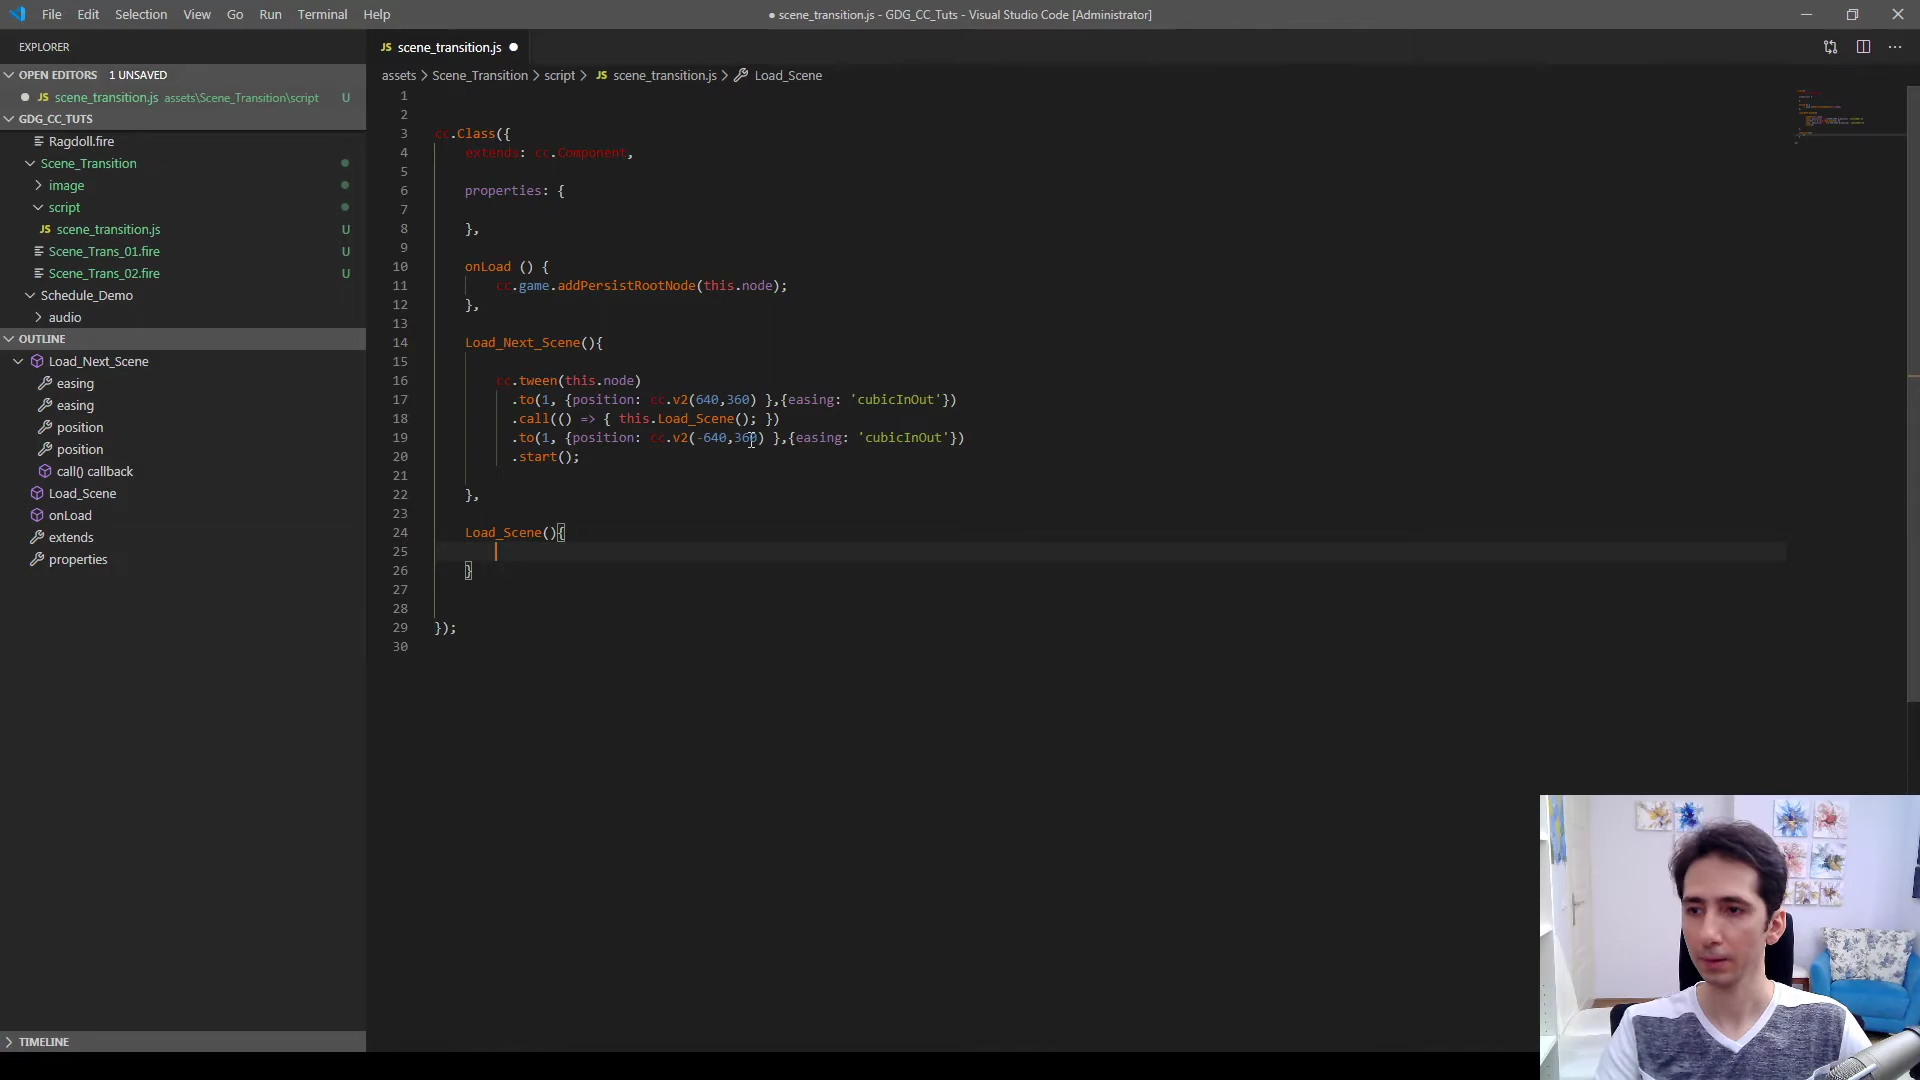 File Edit Selection View Go Run Terminal Help
● scene_transition.js - GDG_CC_Tuts - Visual Studio Code [Administrator]
EXPLORER
OPEN EDITORS 1 UNSAVED
JS scene_transition.js assets\Scene_Transition\script U
GDG_CC_TUTS
Ragdoll.fire
Scene_Transition
image
script
JS scene_transition.js U
Scene_Trans_01.fire U
Scene_Trans_02.fire U
Schedule_Demo
audio
OUTLINE
Load_Next_Scene
easing
easing
position
position
call() callback
Load_Scene
onLoad
extends
properties
TIMELINE
JS scene_transition.js ●
assets > Scene_Transition > script > JS scene_transition.js > Load_Scene
1
2
3 cc.Class({
4 extends: cc.Component,
5
6 properties: {
7
8 },
9
10 onLoad () {
11 cc.game.addPersistRootNode(this.node);
12 },
13
14 Load_Next_Scene(){
15
16 cc.tween(this.node)
17 .to(1, {position: cc.v2(640,360) },{easing: 'cubicInOut'})
18 .call(() => { this.Load_Scene(); })
19 .to(1, {position: cc.v2(-640,360) },{easing: 'cubicInOut'})
20 .start();
21
22 },
23
24 Load_Scene(){
25
26 }
27
28
29 });
30